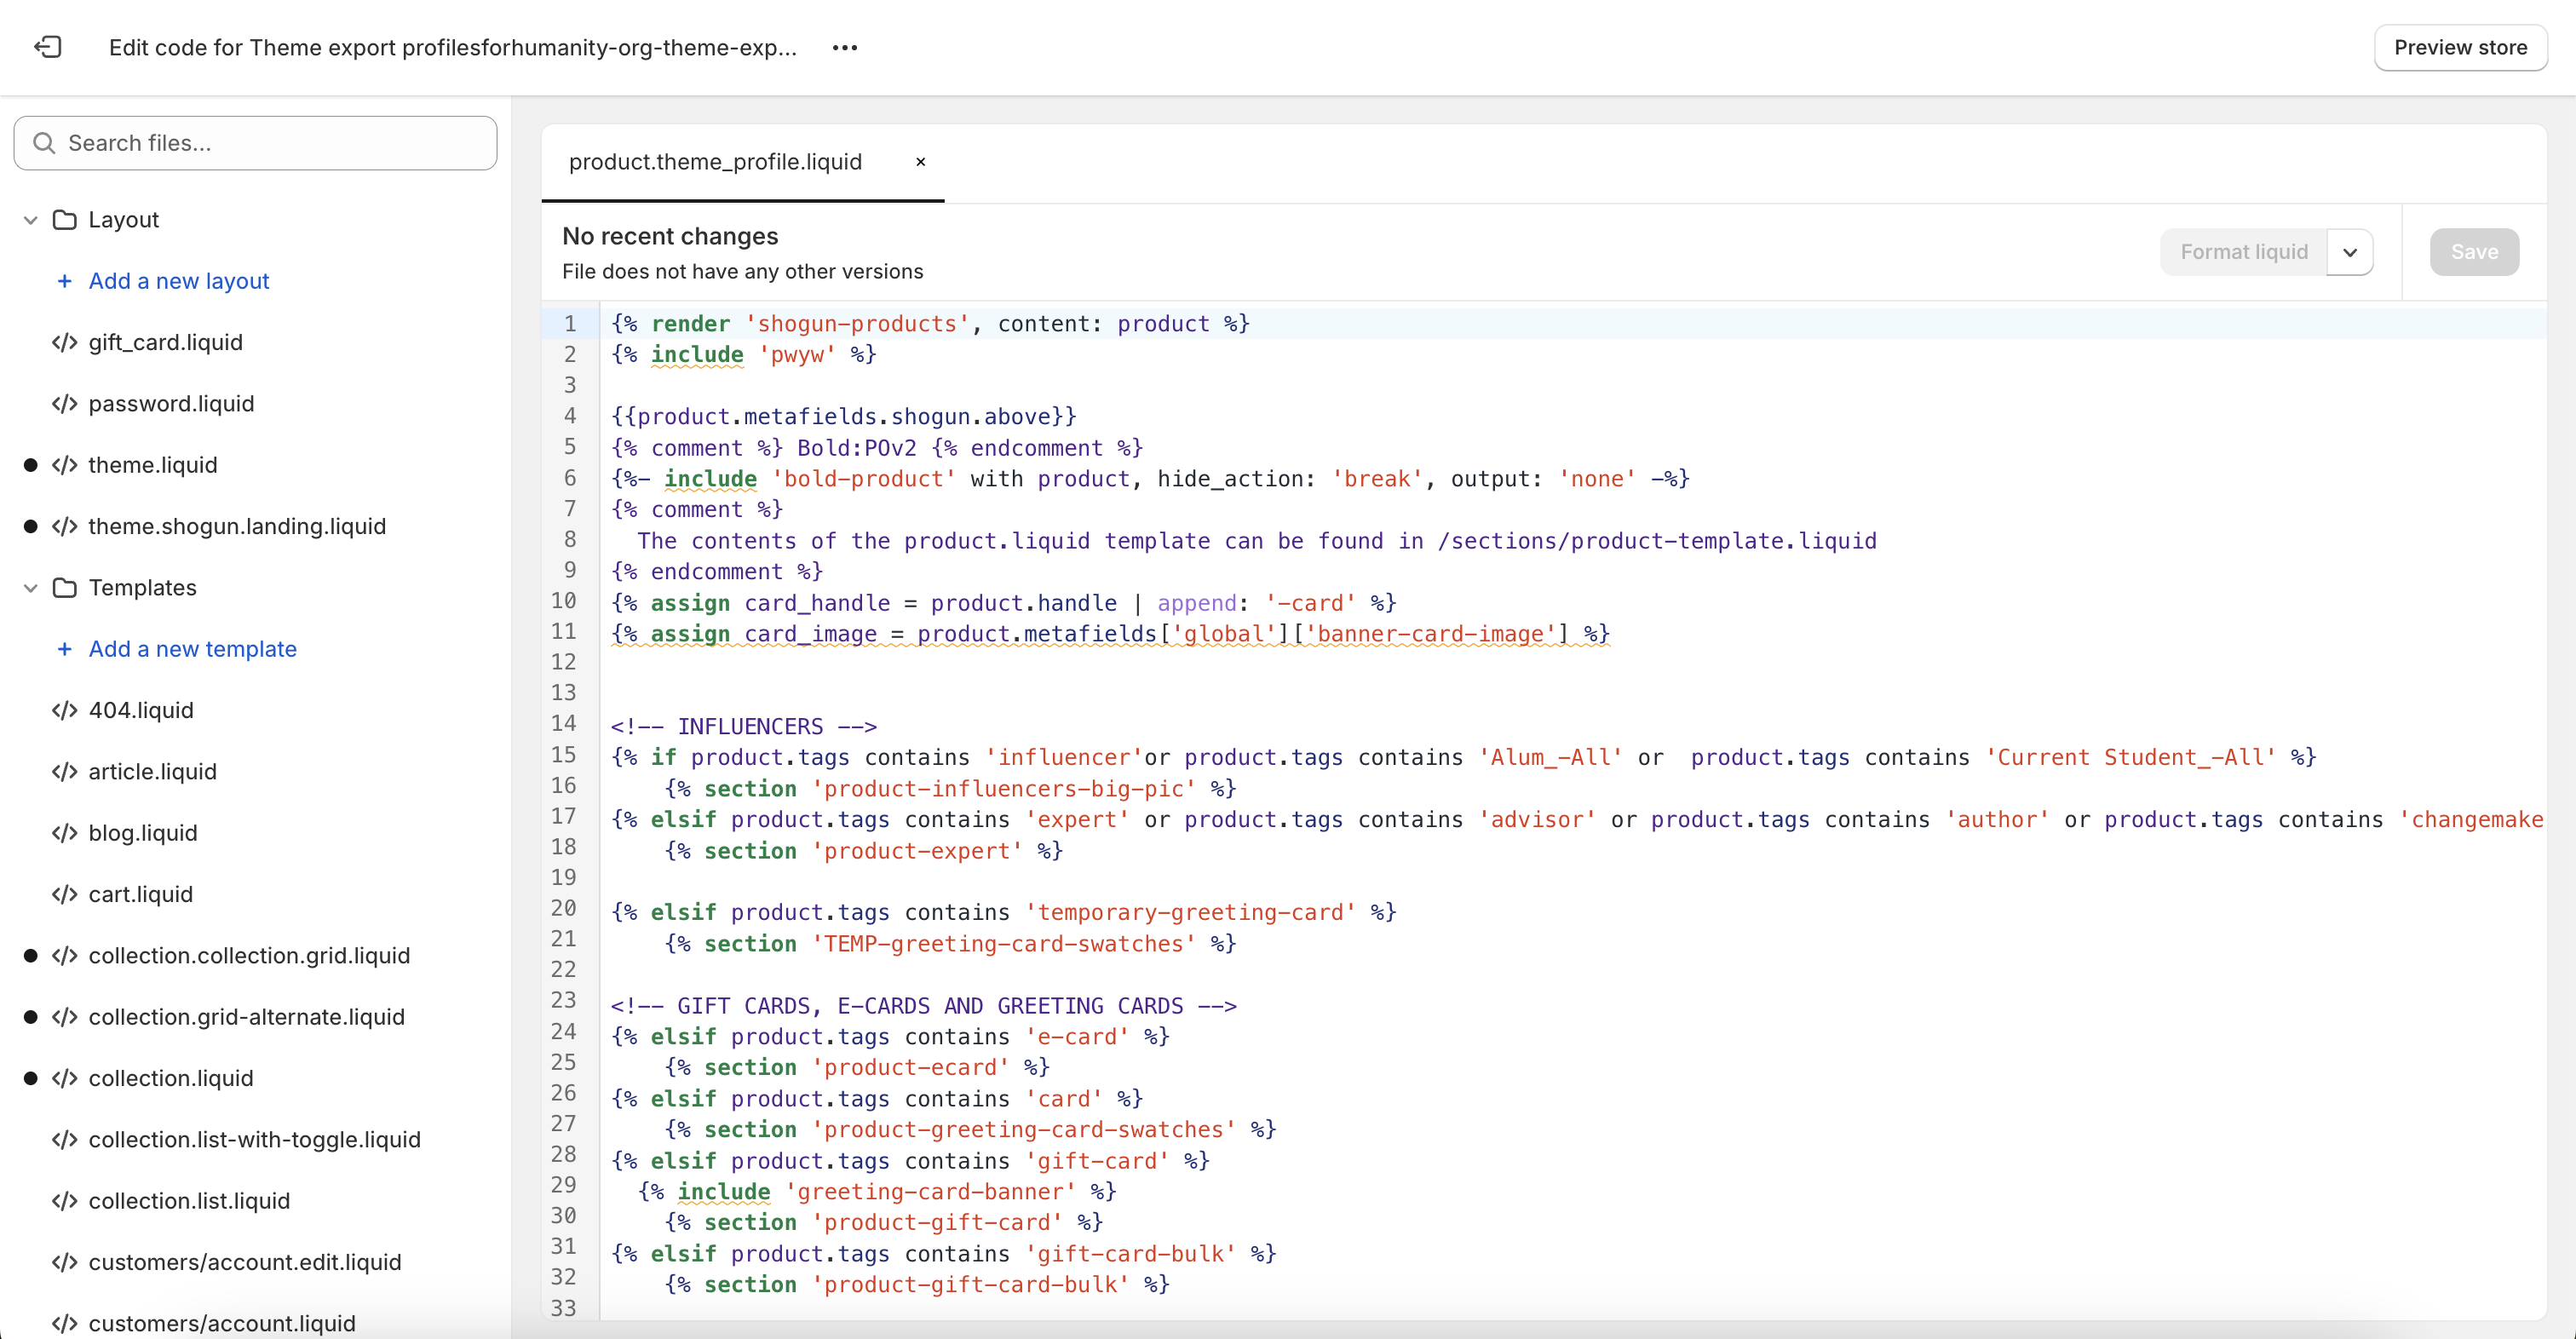 Edit code for Theme export profilesforhumanity-org-theme-exp...
Preview store
Search files...
Layout
Add a new layout
gift_card.liquid
password.liquid
theme.liquid
theme.shogun.landing.liquid
Templates
Add a new template
404.liquid
article.liquid
blog.liquid
cart.liquid
collection.collection.grid.liquid
collection.grid-alternate.liquid
collection.liquid
collection.list-with-toggle.liquid
collection.list.liquid
customers/account.edit.liquid
customers/account.liquid
product.theme_profile.liquid
No recent changes
File does not have any other versions
Format liquid
Save
1 {% render 'shogun-products', content: product %}
2 {% include 'pwyw' %}
3
4 {{product.metafields.shogun.above}}
5 {% comment %} Bold:POv2 {% endcomment %}
6 {%- include 'bold-product' with product, hide_action: 'break', output: 'none' -%}
7 {% comment %}
8   The contents of the product.liquid template can be found in /sections/product-template.liquid
9 {% endcomment %}
10 {% assign card_handle = product.handle | append: '-card' %}
11 {% assign card_image = product.metafields['global']['banner-card-image'] %}
12
13
14 <!-- INFLUENCERS -->
15 {% if product.tags contains 'influencer'or product.tags contains 'Alum_-All' or  product.tags contains 'Current Student_-All' %}
16     {% section 'product-influencers-big-pic' %}
17 {% elsif product.tags contains 'expert' or product.tags contains 'advisor' or product.tags contains 'author' or product.tags contains 'changemake
18     {% section 'product-expert' %}
19
20 {% elsif product.tags contains 'temporary-greeting-card' %}
21     {% section 'TEMP-greeting-card-swatches' %}
22
23 <!-- GIFT CARDS, E-CARDS AND GREETING CARDS -->
24 {% elsif product.tags contains 'e-card' %}
25     {% section 'product-ecard' %}
26 {% elsif product.tags contains 'card' %}
27     {% section 'product-greeting-card-swatches' %}
28 {% elsif product.tags contains 'gift-card' %}
29   {% include 'greeting-card-banner' %}
30     {% section 'product-gift-card' %}
31 {% elsif product.tags contains 'gift-card-bulk' %}
32     {% section 'product-gift-card-bulk' %}
33